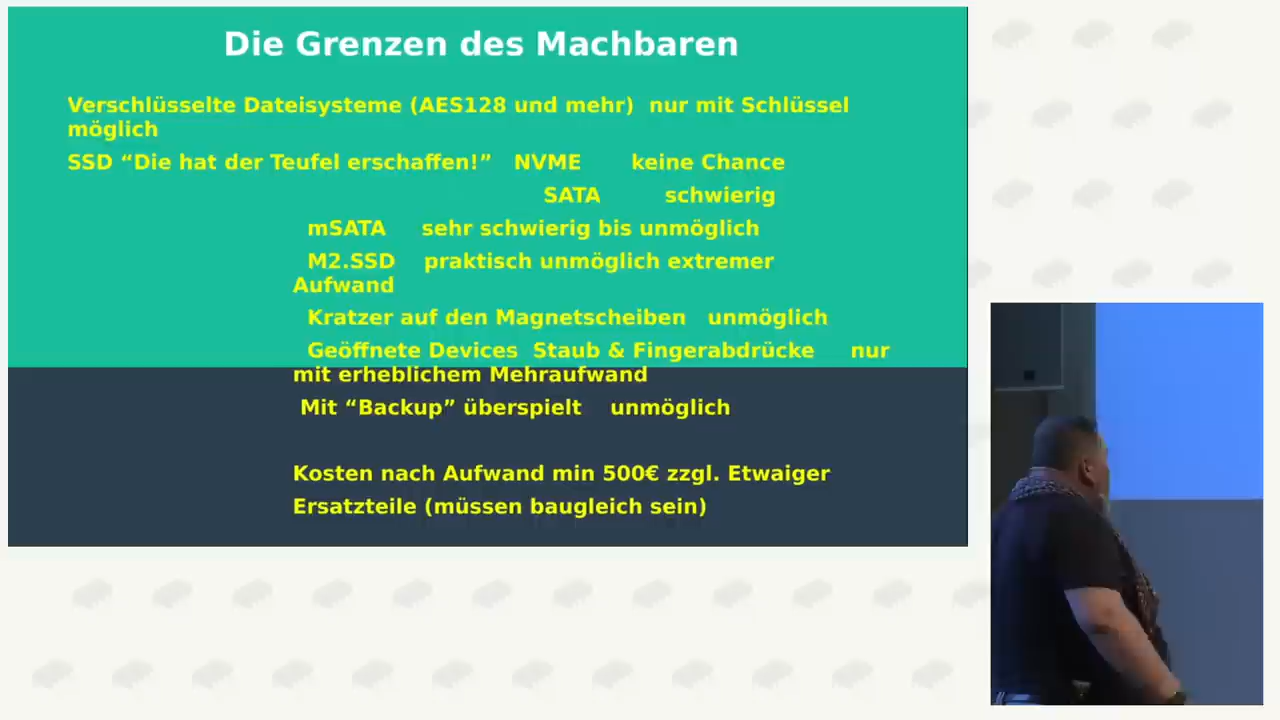 Die Grenzen des Machbaren
Verschlüsselte Dateisysteme (AES128 und mehr) nur mit Schlüssel
möglich
SSD “Die hat der Teufel erschaffen!” NVME keine Chance
SATA schwierig
mSATA sehr schwierig bis unmöglich
M2.SSD praktisch unmöglich extremer
Aufwand
Kratzer auf den Magnetscheiben unmöglich
Geöffnete Devices Staub & Fingerabdrücke nur
mit erheblichem Mehraufwand
Mit “Backup” überspielt unmöglich
Kosten nach Aufwand min 500€ zzgl. Etwaiger
Ersatzteile (müssen baugleich sein)